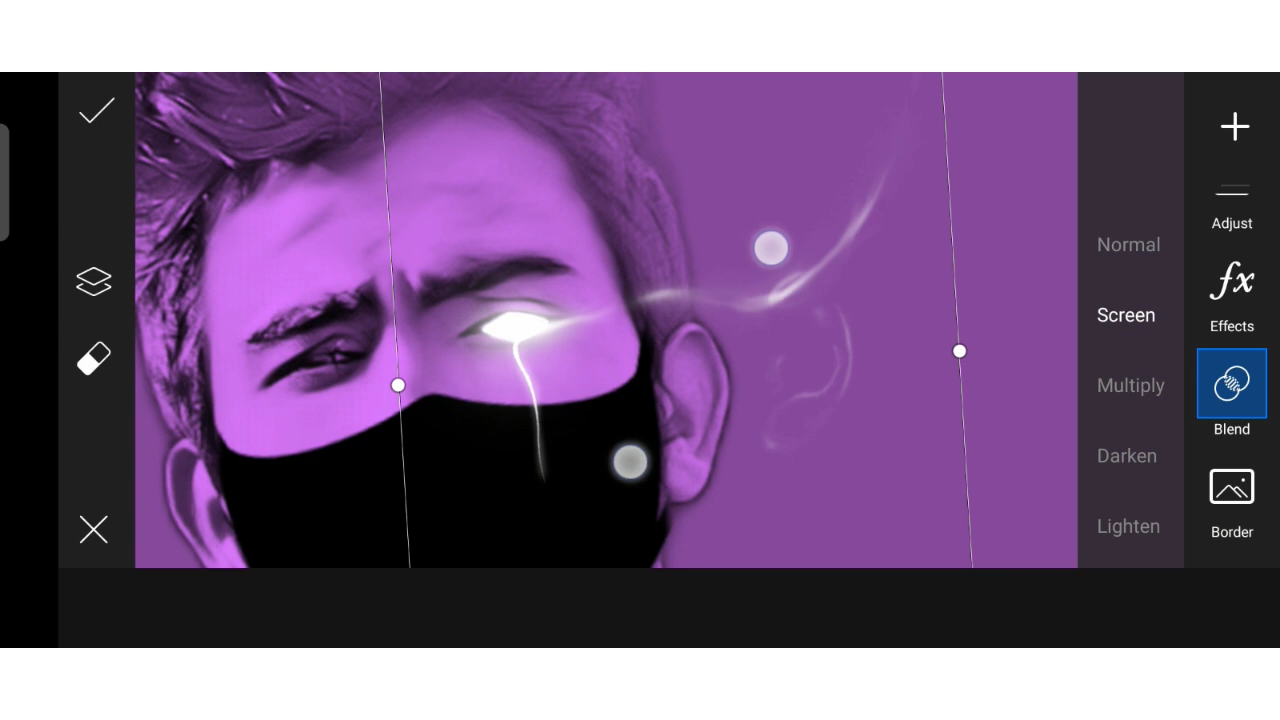 Normal
Screen
Multiply
Darken
Lighten
Adjust
fx
Effects
Blend
Border